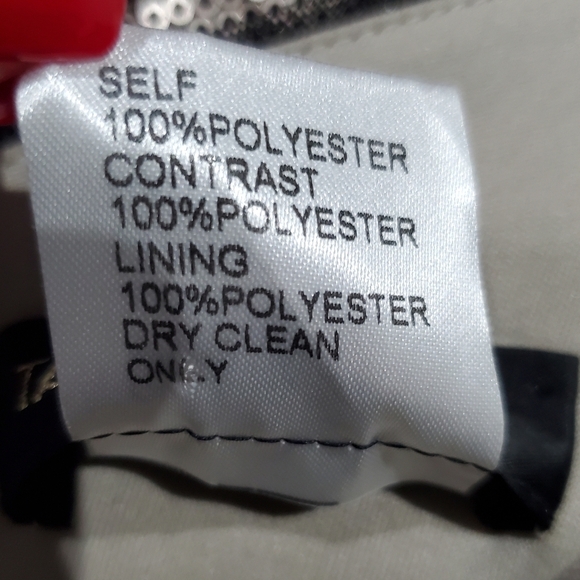 SELF
100%POLYESTER
CONTRAST
100%POLYESTER
LINING
100%POLYESTER
DRY CLEAN
ONLY